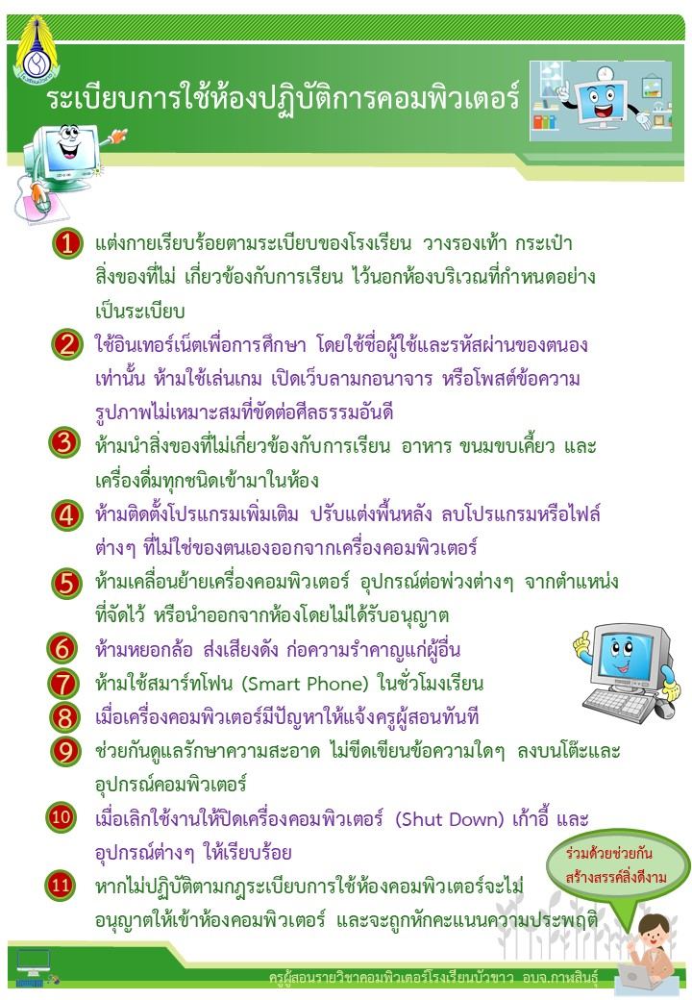 ระเบียบการใช้ห้องปฏิบัติการคอมพิวเตอร์
1 แต่งกายเรียบร้อยตามระเบียบของโรงเรียน วางรองเท้า กระเป๋า
สิ่งของที่ไม่ เกี่ยวข้องกับการเรียน ไว้นอกห้องบริเวณที่กำหนดอย่าง
เป็นระเบียบ
2 ใช้อินเทอร์เน็ตเพื่อการศึกษา โดยใช้ชื่อผู้ใช้และรหัสผ่านของตนอง
เท่านั้น ห้ามใช้เล่นเกม เปิดเว็บลามกอนาจาร หรือโพสต์ข้อความ
รูปภาพไม่เหมาะสมที่ขัดต่อศีลธรรมอันดี
3 ห้ามนำสิ่งของที่ไม่เกี่ยวข้องกับการเรียน อาหาร ขนมขบเคี้ยว และ
เครื่องดื่มทุกชนิดเข้ามาในห้อง
4 ห้ามติดตั้งโปรแกรมเพิ่มเติม ปรับแต่งพื้นหลัง ลบโปรแกรมหรือไฟล์
ต่างๆ ที่ไม่ใช่ของตนเองออกจากเครื่องคอมพิวเตอร์
5 ห้ามเคลื่อนย้ายเครื่องคอมพิวเตอร์ อุปกรณ์ต่อพ่วงต่างๆ จากตำแหน่ง
ที่จัดไว้ หรือนำออกจากห้องโดยไม่ได้รับอนุญาต
6 ห้ามหยอกล้อ ส่งเสียงดัง ก่อความรำคาญแก่ผู้อื่น
7 ห้ามใช้สมาร์ทโฟน (Smart Phone) ในชั่วโมงเรียน
8 เมื่อเครื่องคอมพิวเตอร์มีปัญหาให้แจ้งครูผู้สอนทันที
9 ช่วยกันดูแลรักษาความสะอาด ไม่ขีดเขียนข้อความใดๆ ลงบนโต๊ะและ
อุปกรณ์คอมพิวเตอร์
10 เมื่อเลิกใช้งานให้ปิดเครื่องคอมพิวเตอร์ (Shut Down) เก้าอี้ และ
อุปกรณ์ต่างๆ ให้เรียบร้อย
11 หากไม่ปฏิบัติตามกฎระเบียบการใช้ห้องคอมพิวเตอร์จะไม่
อนุญาตให้เข้าห้องคอมพิวเตอร์ และจะถูกหักคะแนนความประพฤติ
ร่วมด้วยช่วยกัน
สร้างสรรค์สิ่งดีงาม
ครูผู้สอนรายวิชาคอมพิวเตอร์โรงเรียนบัวขาว อบจ.กาฬสินธุ์